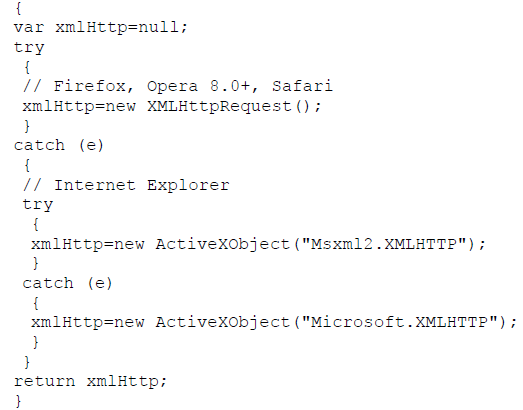 {
var xmlHttp=null;
try
 {
 // Firefox, Opera 8.0+, Safari
 xmlHttp=new XMLHttpRequest();
 }
catch (e)
 {
 // Internet Explorer
 try
  {
  xmlHttp=new ActiveXObject("Msxml2.XMLHTTP");
  }
 catch (e)
  {
  xmlHttp=new ActiveXObject("Microsoft.XMLHTTP");
  }
 }
return xmlHttp;
}